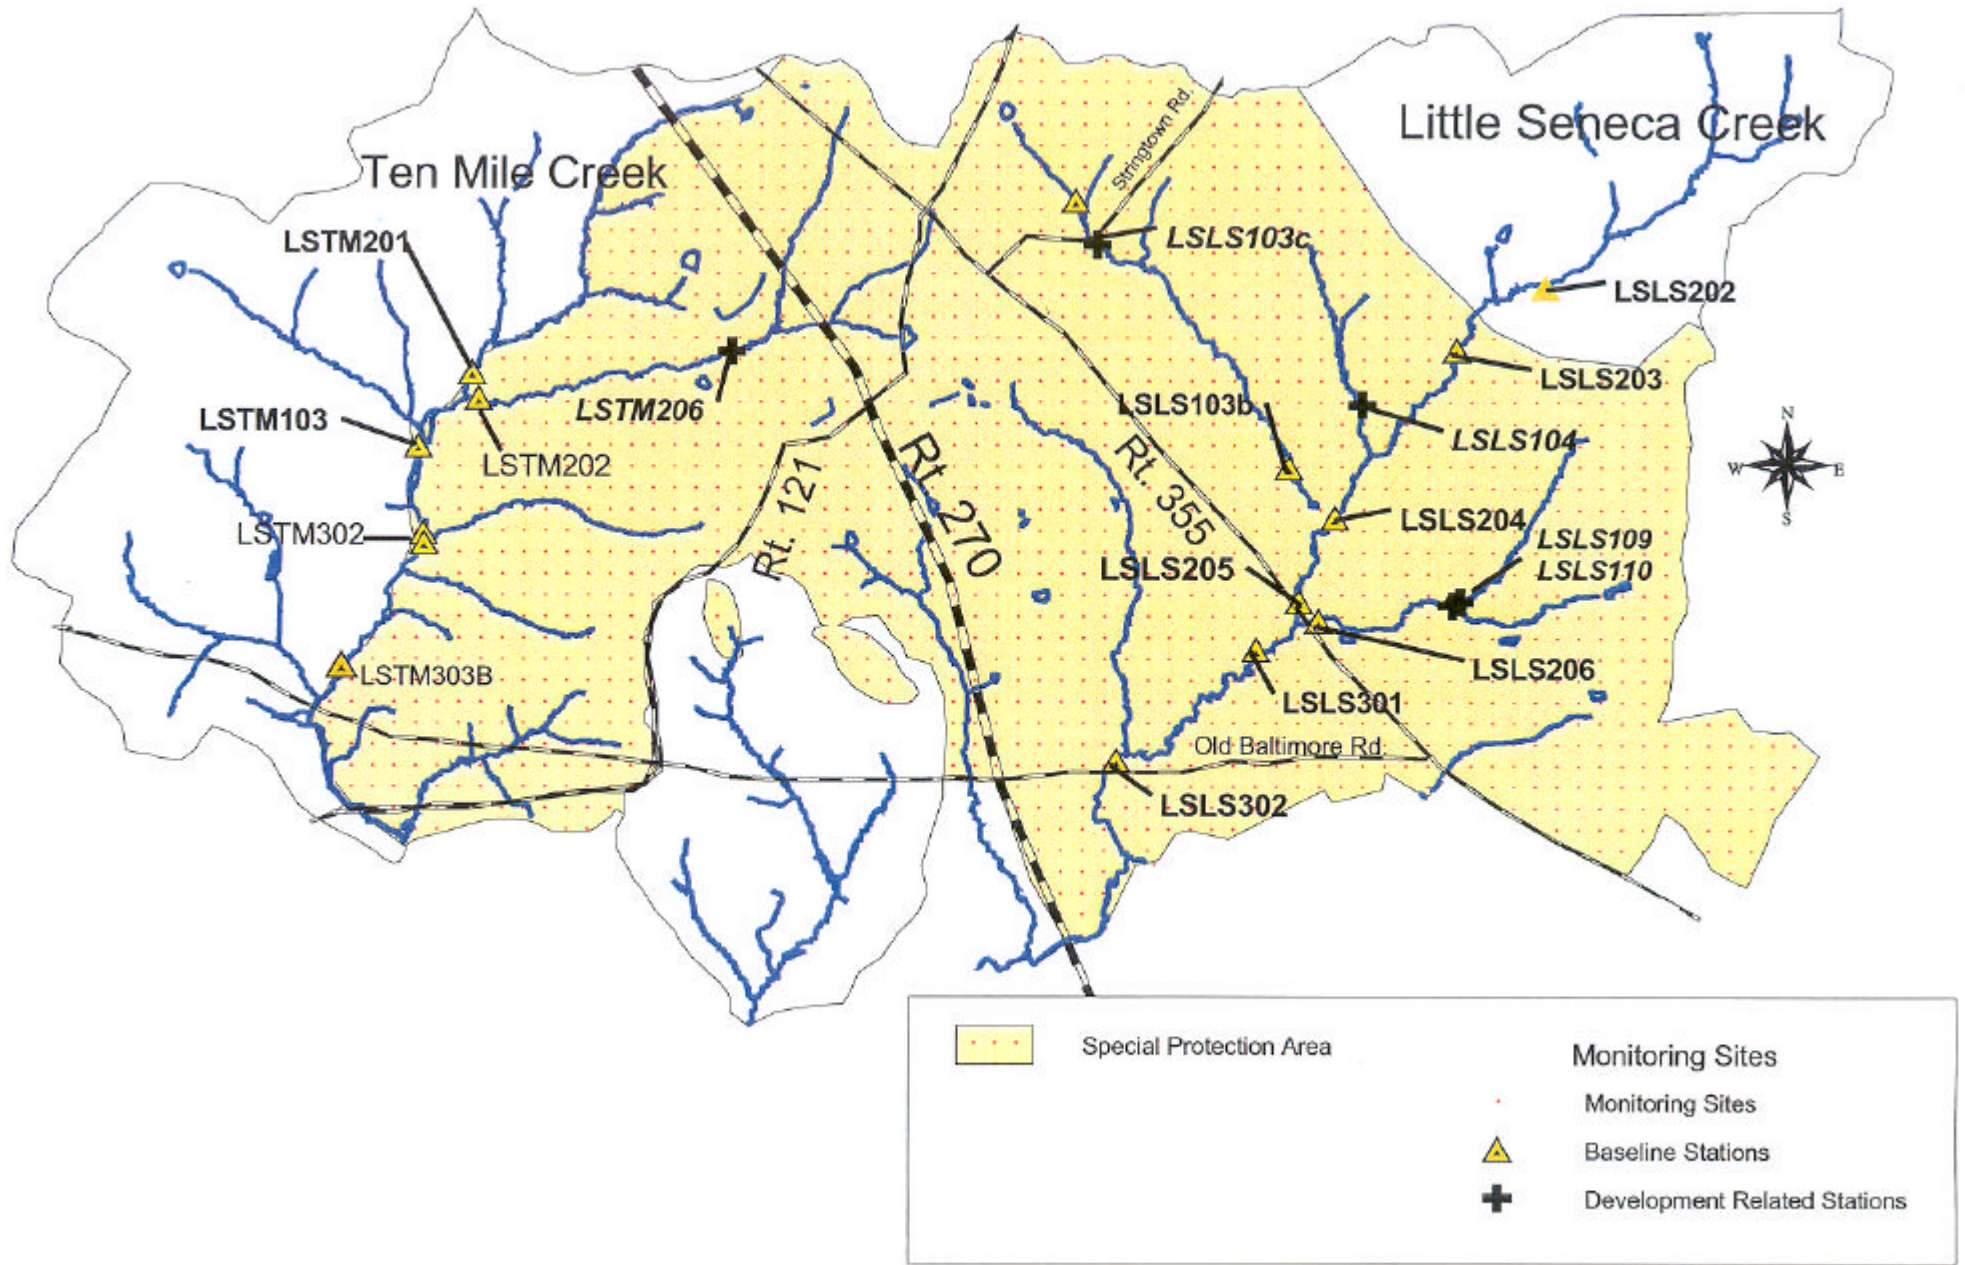 Little Seneca Creek
Ten Mile Creek
Stringtown Rd.
LSTM201
LSLS103c
LSLS202
LSLS203
LSTM206
LSLS103b
LSTM103
LSLS104
LSTM202
Rt. 121
Rt. 270
Rt. 355
N
W
E
S
LSTM302
LSLS204
LSLS109
LSLS110
LSLS205
LSTM303B
LSLS206
LSLS301
Old Baltimore Rd.
LSLS302
Special Protection Area
Monitoring Sites
Monitoring Sites
Baseline Stations
Development Related Stations